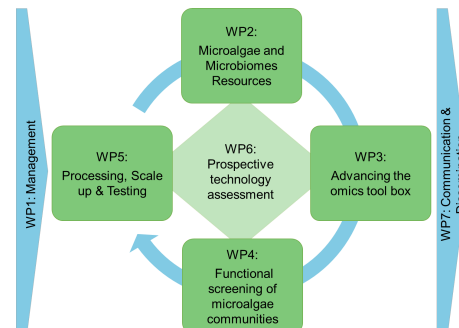 WP2:
Microalgae and
Microbiomes
Resources
WP1: Management
WP5:
Processing, Scale
up & Testing
WP6:
Prospective
technology
assessment
WP3:
Advancing the
omics tool box
WP7: Communication &
WP4:
Functional
screening of
microalgae
communities